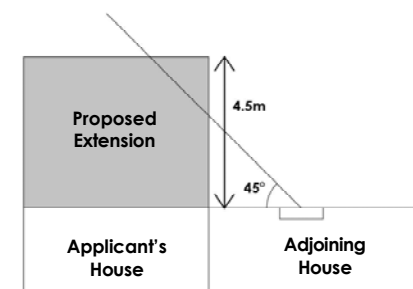 4.5m
Proposed
Extension
45°
Applicant's
House
Adjoining
House